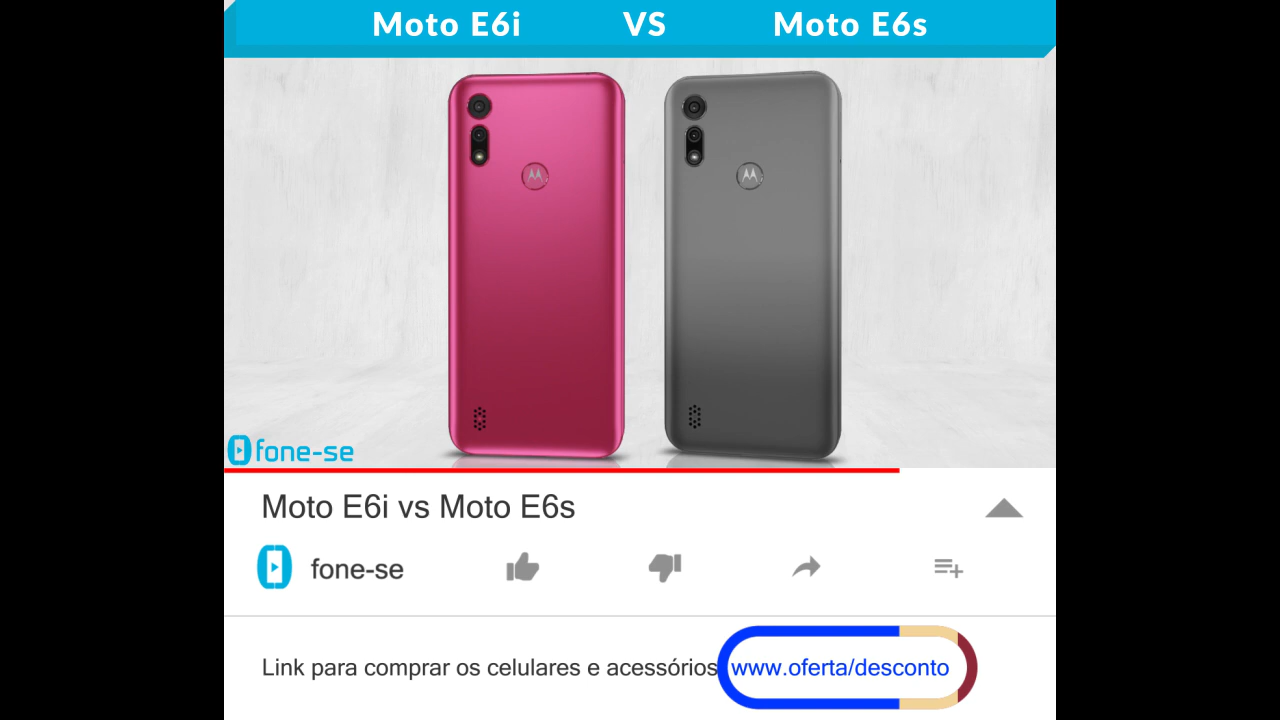 Moto E6i VS Moto E6s
fone-se
Moto E6i vs Moto E6s
fone-se
Link para comprar os celulares e acessórios www.oferta/desconto